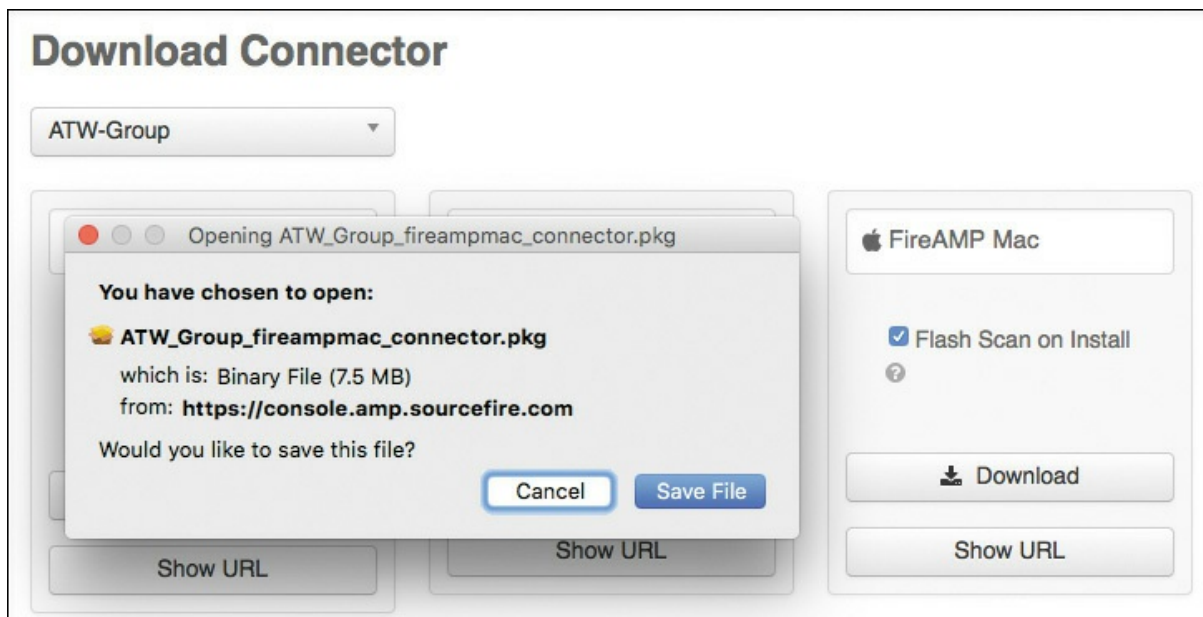 Download Connector
ATW-Group
Opening ATW_Group_fireampmac_connector.pkg
You have chosen to open:
ATW_Group_fireampmac_connector.pkg
which is: Binary File (7.5 MB)
from: https://console.amp.sourcefire.com
Would you like to save this file?
Cancel
Save File
Show URL
Show URL
FireAMP Mac
Flash Scan on Install
?
Download
Show URL